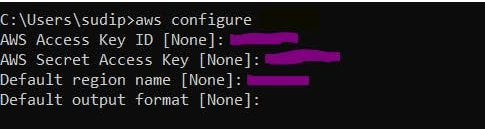 C:\Users\sudip>aws configure
AWS Access Key ID [None]:
AWS Secret Access Key [None]:
Default region name [None]:
Default output format [None]: